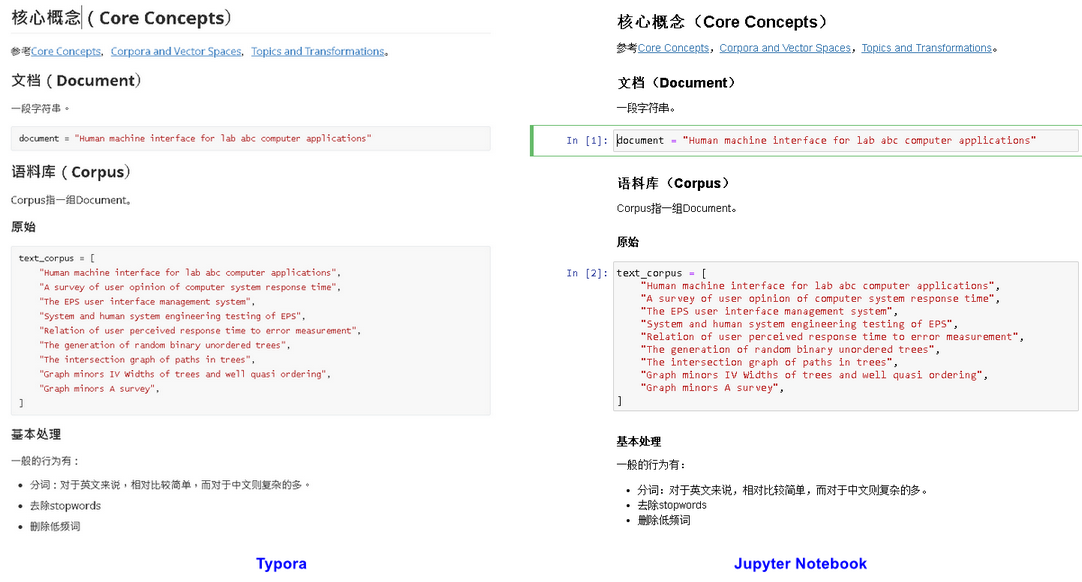 核心概念（Core Concepts）
参考Core Concepts，Corpora and Vector Spaces，Topics and Transformations。
文档（Document）
一段字符串。
document = "Human machine interface for lab abc computer applications"
语料库（Corpus）
Corpus指一组Document。
原始
text_corpus = [
    "Human machine interface for lab abc computer applications",
    "A survey of user opinion of computer system response time",
    "The EPS user interface management system",
    "System and human system engineering testing of EPS",
    "Relation of user perceived response time to error measurement",
    "The generation of random binary unordered trees",
    "The intersection graph of paths in trees",
    "Graph minors IV Widths of trees and well quasi ordering",
    "Graph minors A survey",
]
基本处理
一般的行为有：
• 分词：对于英文来说，相对比较简单，而对于中文则复杂的多。
• 去除stopwords
• 删除低频词
Typora
核心概念（Core Concepts）
参考Core Concepts，Corpora and Vector Spaces，Topics and Transformations。
文档（Document）
一段字符串。
In [1]: document = "Human machine interface for lab abc computer applications"
语料库（Corpus）
Corpus指一组Document。
原始
In [2]: text_corpus = [
    "Human machine interface for lab abc computer applications",
    "A survey of user opinion of computer system response time",
    "The EPS user interface management system",
    "System and human system engineering testing of EPS",
    "Relation of user perceived response time to error measurement",
    "The generation of random binary unordered trees",
    "The intersection graph of paths in trees",
    "Graph minors IV Widths of trees and well quasi ordering",
    "Graph minors A survey",
]
基本处理
一般的行为有：
• 分词：对于英文来说，相对比较简单，而对于中文则复杂的多。
• 去除stopwords
• 删除低频词
Jupyter Notebook